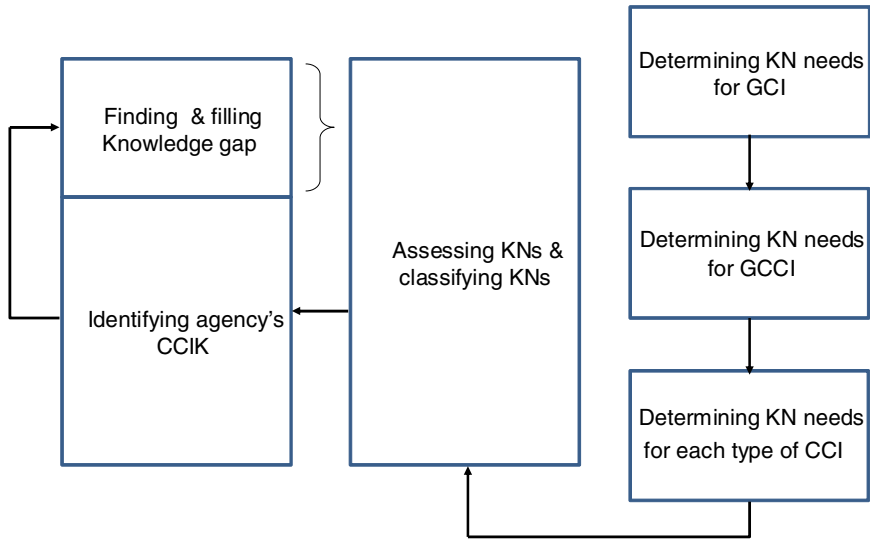 Finding & filling
Knowledge gap
Identifying agency's
CCIK
Assessing KNs &
classifying KNs
Determining KN needs
for GCI
Determining KN needs
for GCCI
Determining KN needs
for each type of CCI